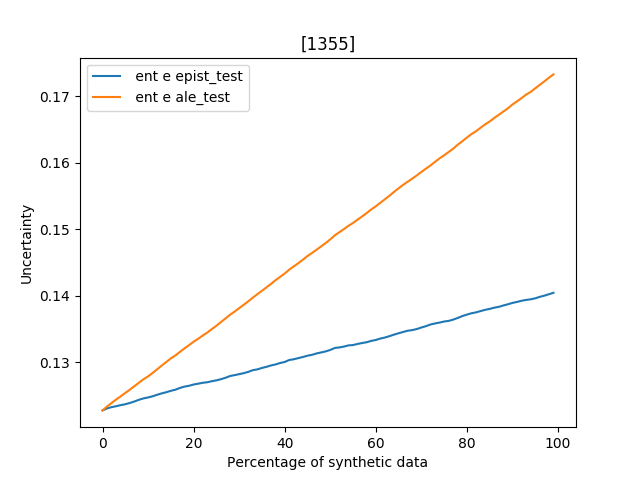 [1355]
ent e epist_test
ent e ale_test
0.17
0.16
0.15
0.14
0.13
Uncertainty
0 20 40 60 80 100
Percentage of synthetic data